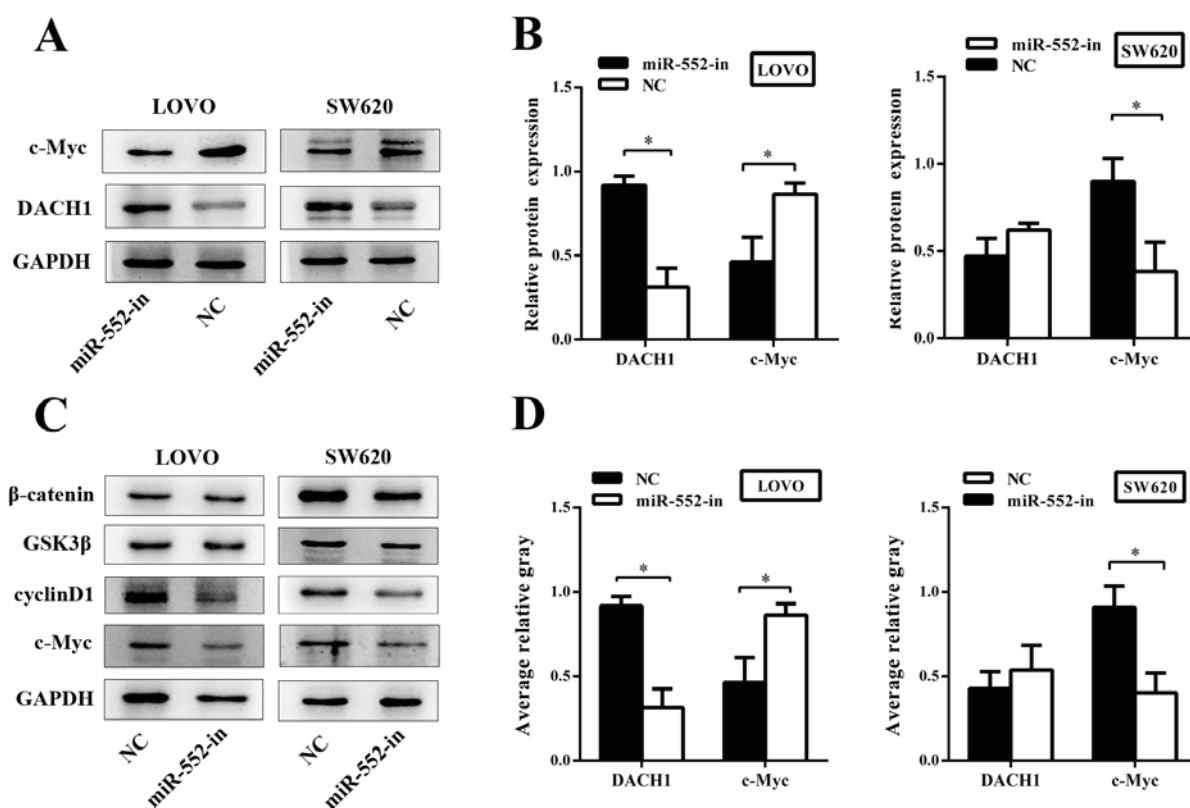 A
LOVO SW620
c-Myc
DACH1
GAPDH
miR-552-in NC miR-552-in NC
B
miR-552-in
NC
LOVO
Relative protein expression
1.5
1.0
0.5
0.0
*
*
DACH1 c-Myc
miR-552-in
NC
SW620
Relative protein expression
1.5
1.0
0.5
0.0
*
DACH1 c-Myc
C
LOVO SW620
β-catenin
GSK3β
cyclinD1
c-Myc
GAPDH
NC miR-552-in NC miR-552-in
D
NC
miR-552-in
LOVO
Average relative gray
1.5
1.0
0.5
0.0
*
*
DACH1 c-Myc
NC
miR-552-in
SW620
Average relative gray
1.5
1.0
0.5
0.0
*
DACH1 c-Myc